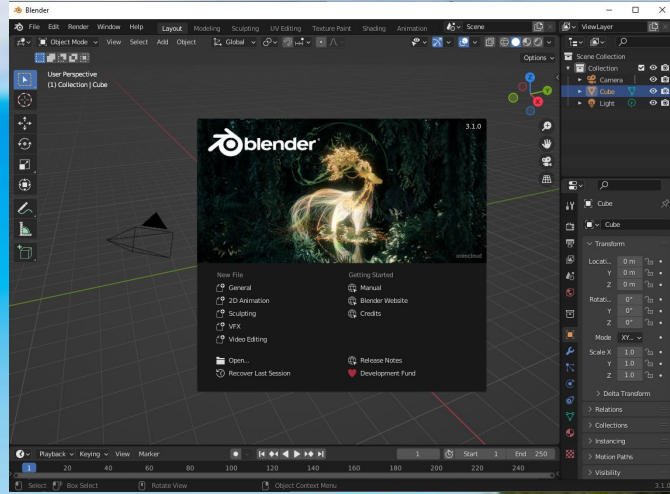 Blender
File Edit Render Window Help Layout Modeling Sculpting UV Editing Texture Paint Shading Animation Scene ViewLayer
Object Mode View Select Add Object Global
Options
User Perspective
(1) Collection | Cube
Scene Collection
Collection
Camera
Cube
Light
Z
Y
X
3.1.0
blender
New File
General
2D Animation
Sculpting
VFX
Video Editing
Open...
Recover Last Session
Getting Started
Manual
Blender Website
Credits
Release Notes
Development Fund
Cube
Cube
Transform
Locati... 0 m
Y 0 m
Z 0 m
Rotati... 0°
Y 0°
Z 0°
Mode XY...
Scale X 1.0
Y 1.0
Z 1.0
Delta Transform
Relations
Collections
Instancing
Motion Paths
Visibility
Playback Keying View Marker 1 Start 1 End 250
1 20 40 60 80 100 120 140 160 180 200 220 240
Select Box Select Rotate View Object Context Menu 3.1.0